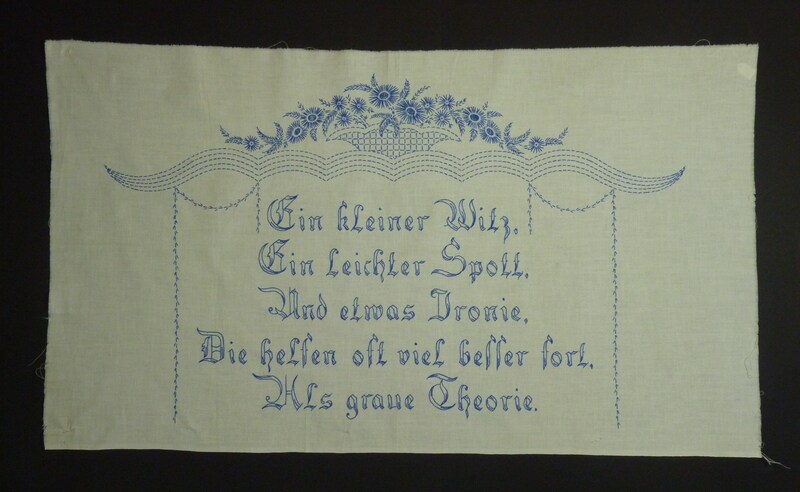 Ein kleiner Witz,
Ein leichter Spott,
Und etwas Ironie,
Die helfen oft viel besser fort,
Als graue Theorie.